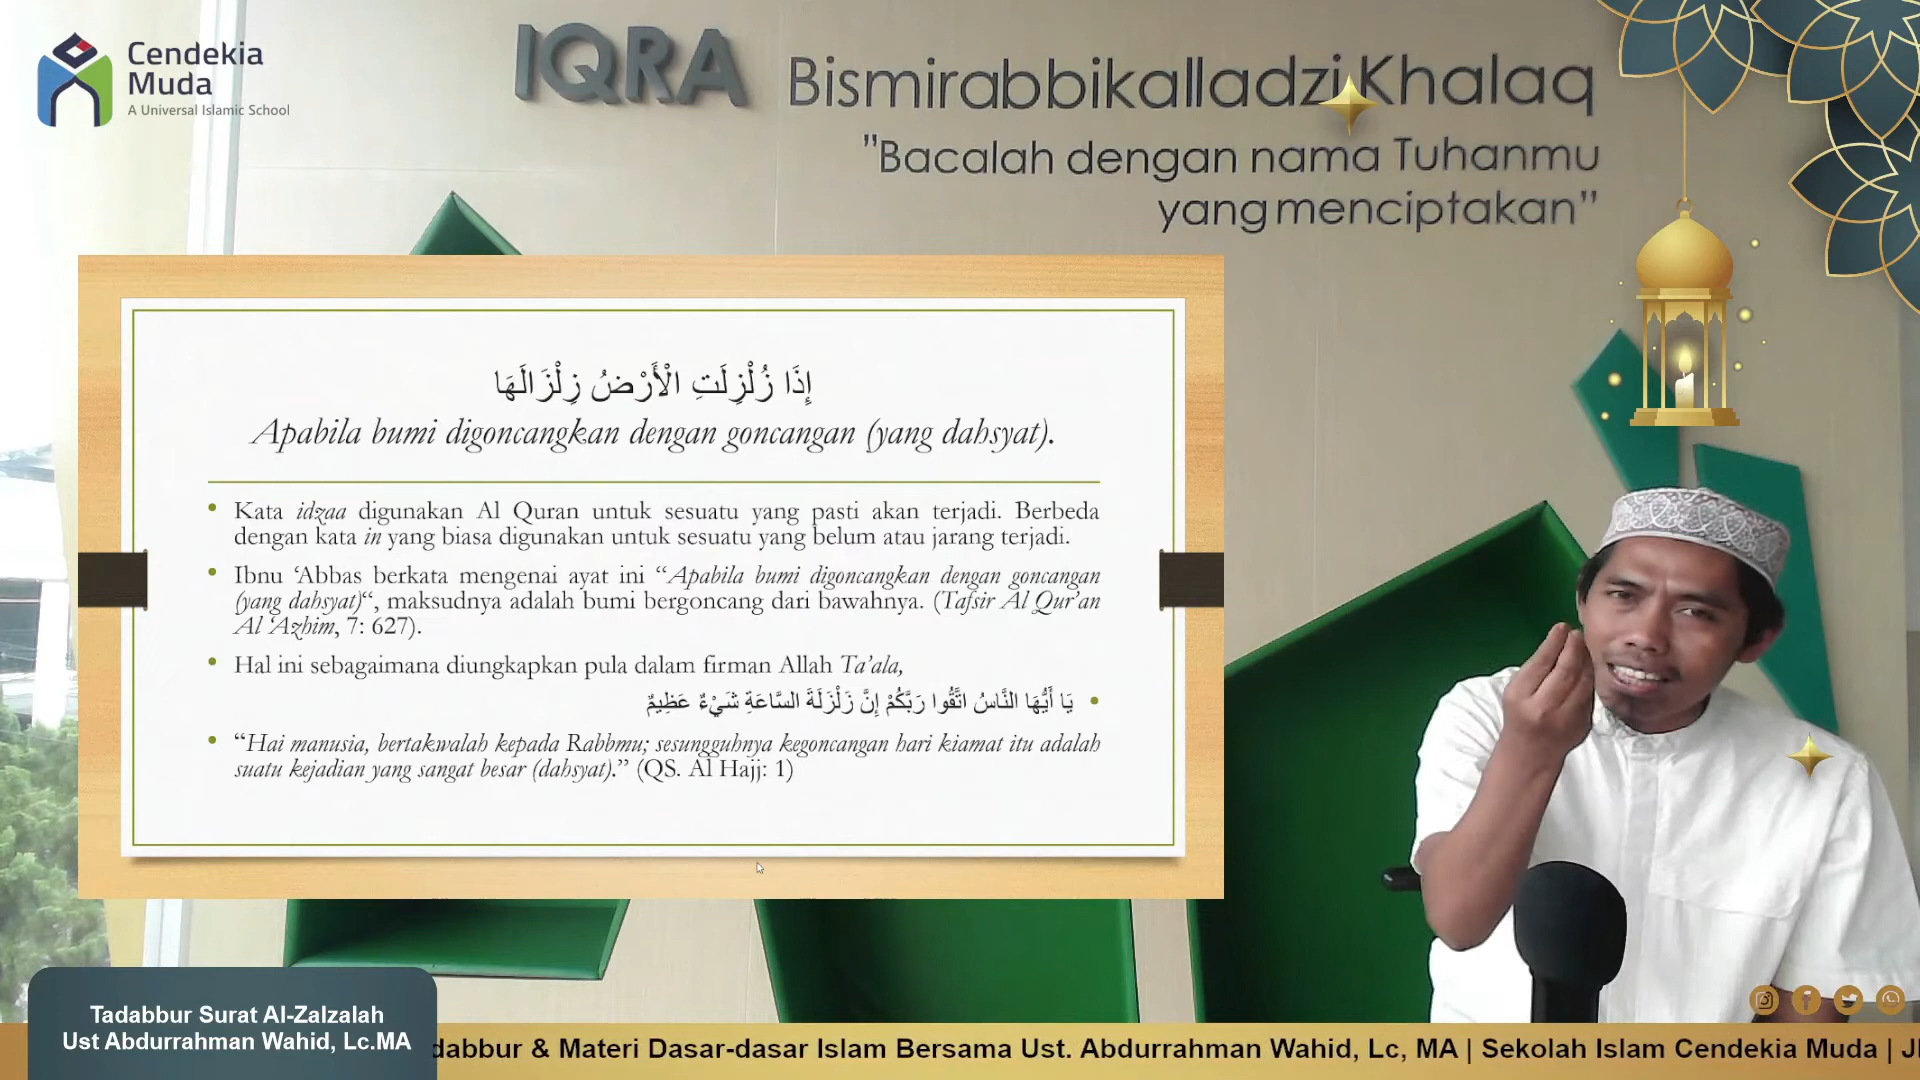 Cendekia
Muda
A Universal Islamic School
IQRA
Bismirabbikalladzi Khalaq
"Bacalah dengan nama Tuhanmu
yang menciptakan"
إِذَا زُلْزِلَتِ الْأَرْضُ زِلْزَالَهَا
Apabila bumi digoncangkan dengan goncangan (yang dahsyat).
• Kata idzaa digunakan Al Quran untuk sesuatu yang pasti akan terjadi. Berbeda
dengan kata in yang biasa digunakan untuk sesuatu yang belum atau jarang terjadi.
• Ibnu ‘Abbas berkata mengenai ayat ini “Apabila bumi digoncangkan dengan goncangan
(yang dahsyat)“, maksudnya adalah bumi bergoncang dari bawahnya. (Tafsir Al Qur’an
Al ‘Azhim, 7: 627).
• Hal ini sebagaimana diungkapkan pula dalam firman Allah Ta’ala,
• يَا أَيُّهَا النَّاسُ اتَّقُوا رَبَّكُمْ إِنَّ زَلْزَلَةَ السَّاعَةِ شَيْءٌ عَظِيمٌ
• “Hai manusia, bertakwalah kepada Rabbmu; sesungguhnya kegoncangan hari kiamat itu adalah
suatu kejadian yang sangat besar (dahsyat).” (QS. Al Hajj: 1)
Tadabbur Surat Al-Zalzalah
Ust Abdurrahman Wahid, Lc.MA
dabbur & Materi Dasar-dasar Islam Bersama Ust. Abdurrahman Wahid, Lc, MA | Sekolah Islam Cendekia Muda | Jl